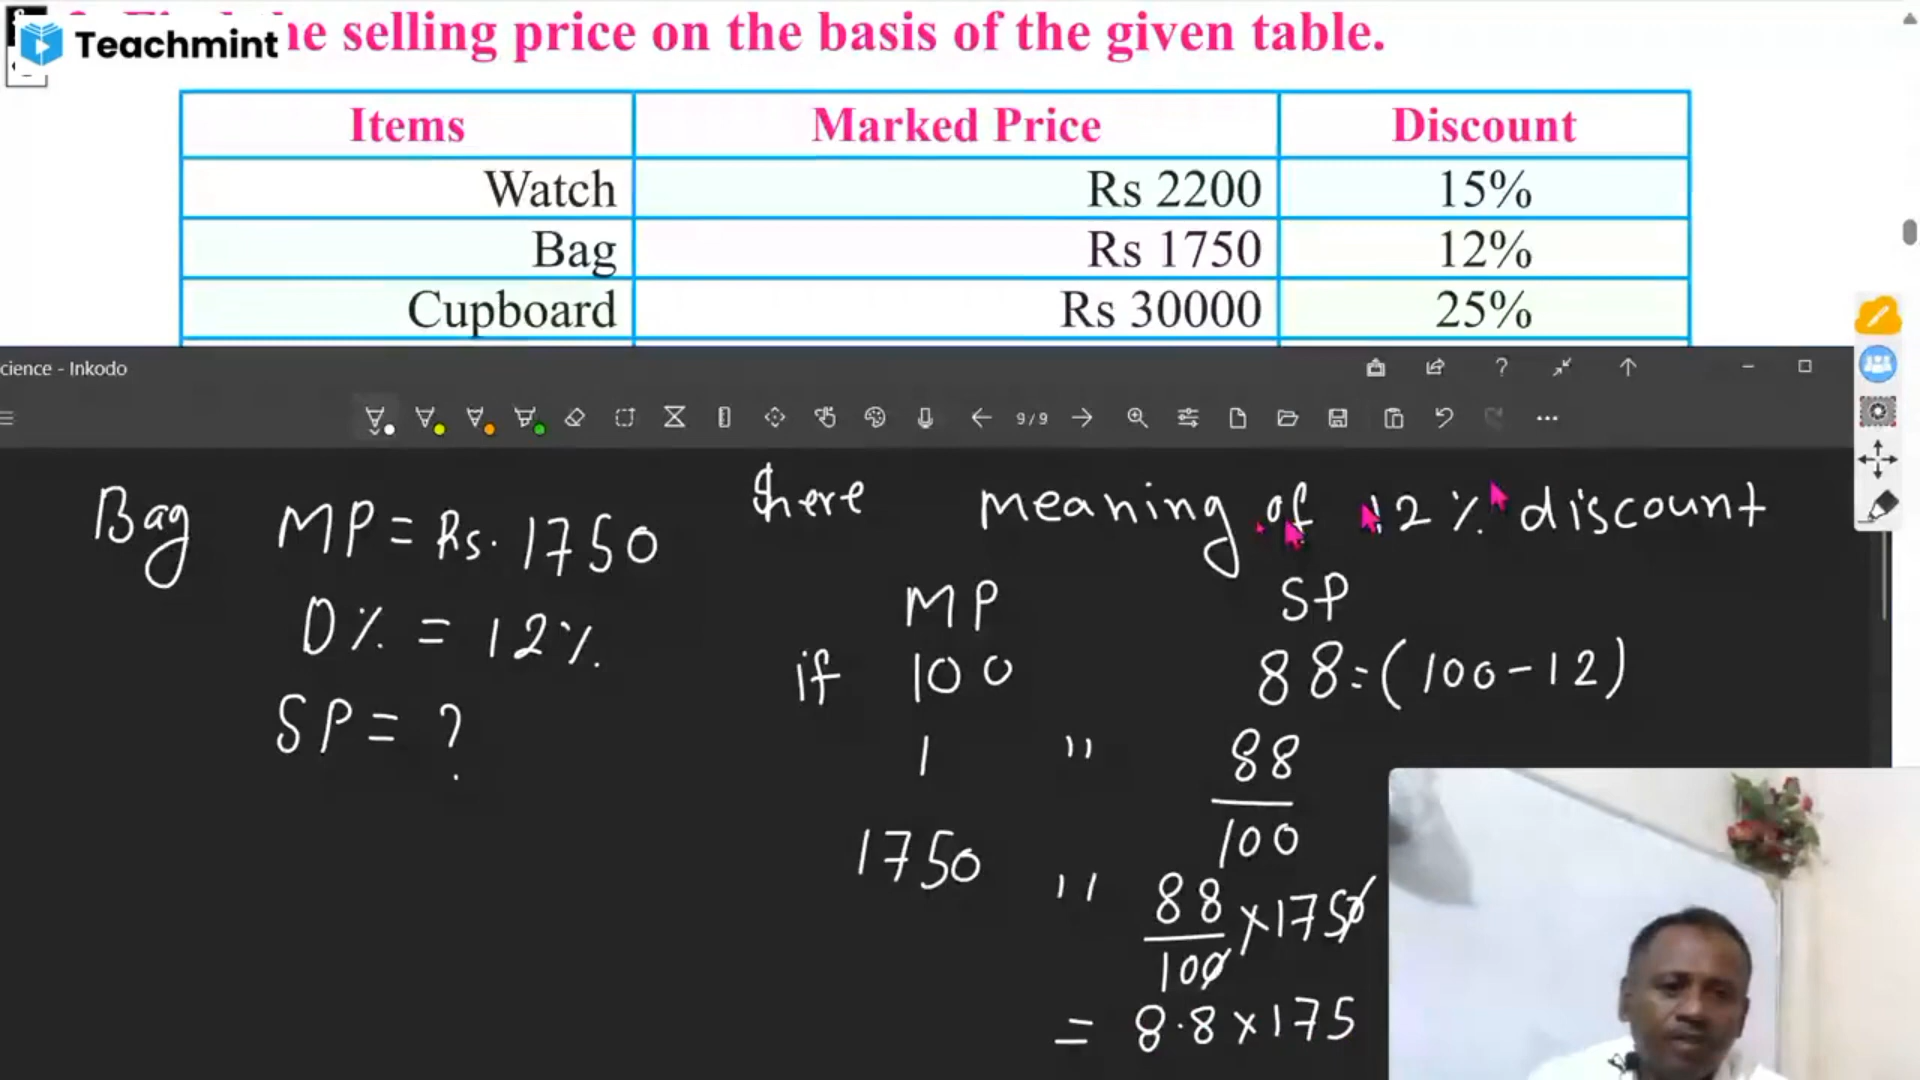 Teachmint he selling price on the basis of the given table.
Items Marked Price Discount
Watch Rs 2200 15%
Bag Rs 1750 12%
Cupboard Rs 30000 25%
cience - Inkodo
9/9
Bag MP = Rs. 1750 there meaning of 12% discount
D% = 12%
SP = ?
MP SP
if 100 88 = (100-12)
1 " 88
100
1750 " 88 × 1750
100
= 8.8 × 175